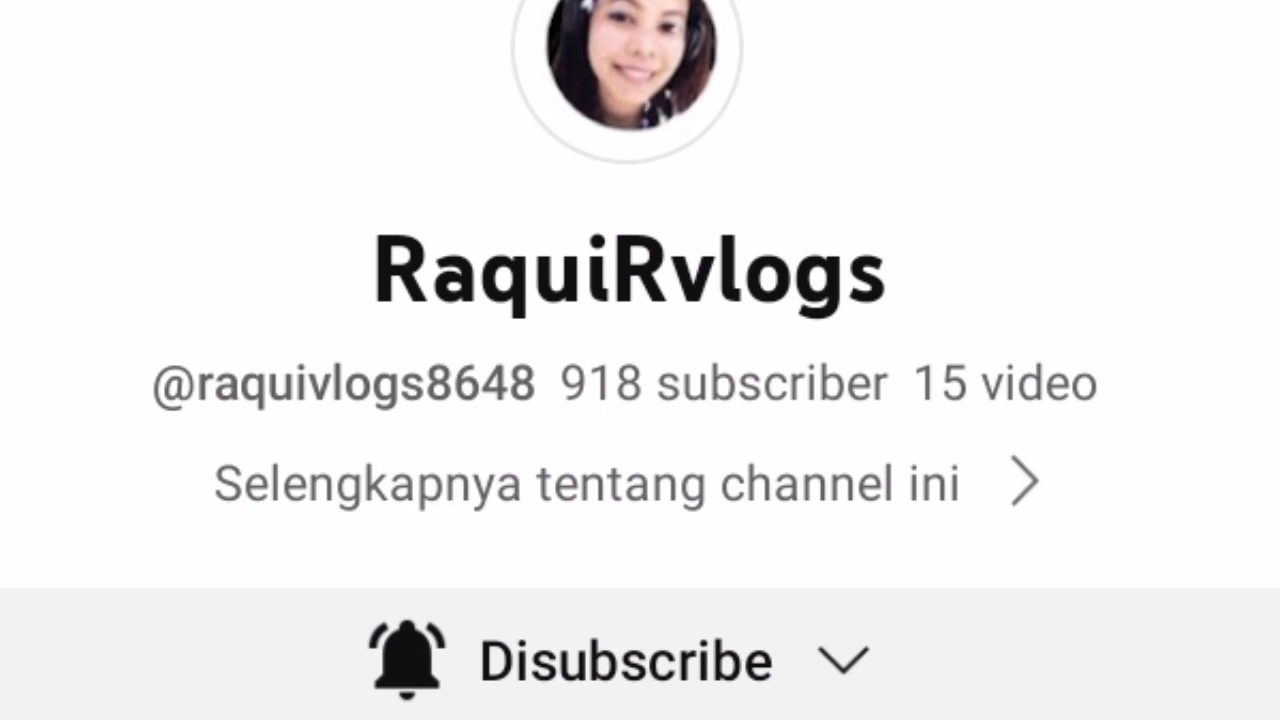 RaquiRvlogs
@raquivlogs8648 918 subscriber 15 video
Selengkapnya tentang channel ini
Disubscribe